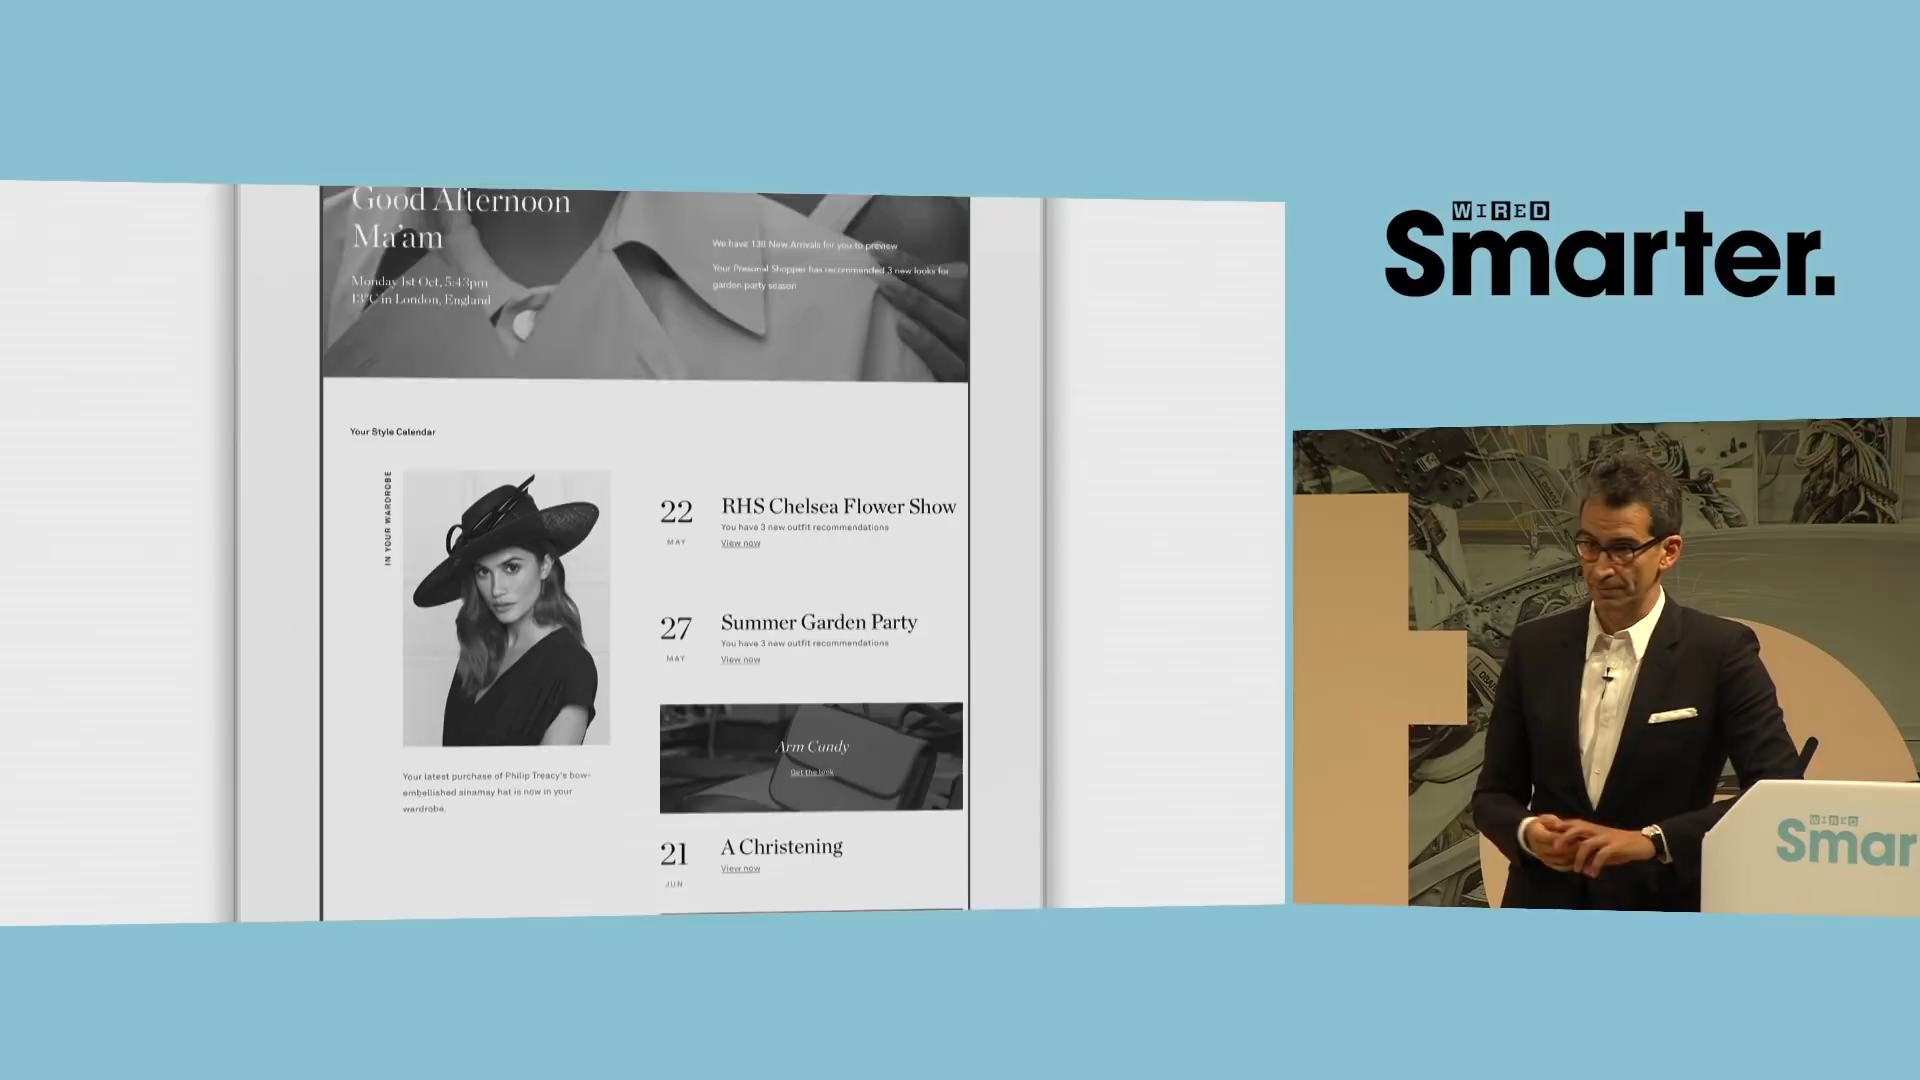 Good Afternoon
Ma'am
Monday 1st Oct, 5:43pm
13°C in London, England
We have 138 New Arrivals for you to preview
Your Presonal Shopper has recommended 3 new looks for
garden party season
Your Style Calendar
IN YOUR WARDROBE
Your latest purchase of Philip Treacy's bow-
embellished sinamay hat is now in your
wardrobe.
22
MAY
RHS Chelsea Flower Show
You have 3 new outfit recommendations
View now
27
MAY
Summer Garden Party
You have 3 new outfit recommendations
View now
Arm Candy
Get the look
21
JUN
A Christening
View now
WIRED
Smarter.
WIRED
Smar